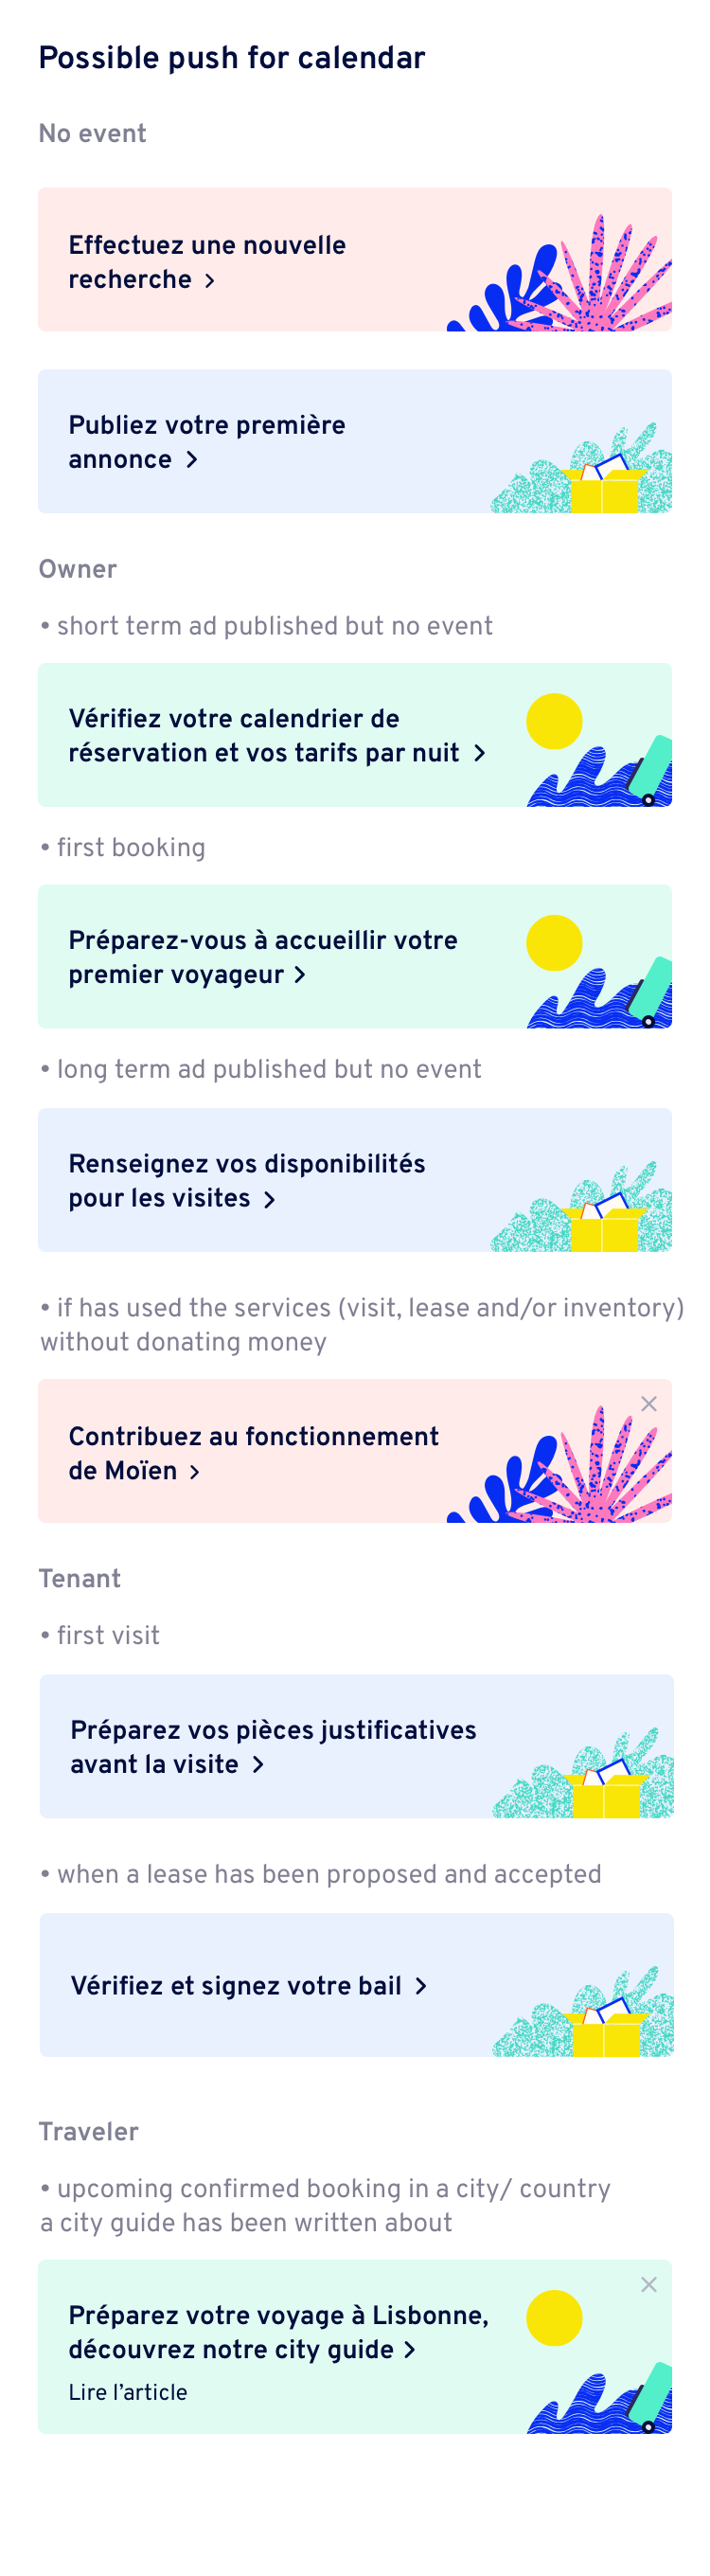 Possible push for calendar
No event
Effectuez une nouvelle
recherche >
Publiez votre première
annonce >
Owner
• short term ad published but no event
Vérifiez votre calendrier de
réservation et vos tarifs par nuit >
• first booking
Préparez-vous à accueillir votre
premier voyageur >
• long term ad published but no event
Renseignez vos disponibilités
pour les visites >
• if has used the services (visit, lease and/or inventory)
without donating money
Contribuez au fonctionnement
de Moïen >
Tenant
• first visit
Préparez vos pièces justificatives
avant la visite >
• when a lease has been proposed and accepted
Vérifiez et signez votre bail >
Traveler
• upcoming confirmed booking in a city/ country
a city guide has been written about
Préparez votre voyage à Lisbonne,
découvrez notre city guide >
Lire l’article